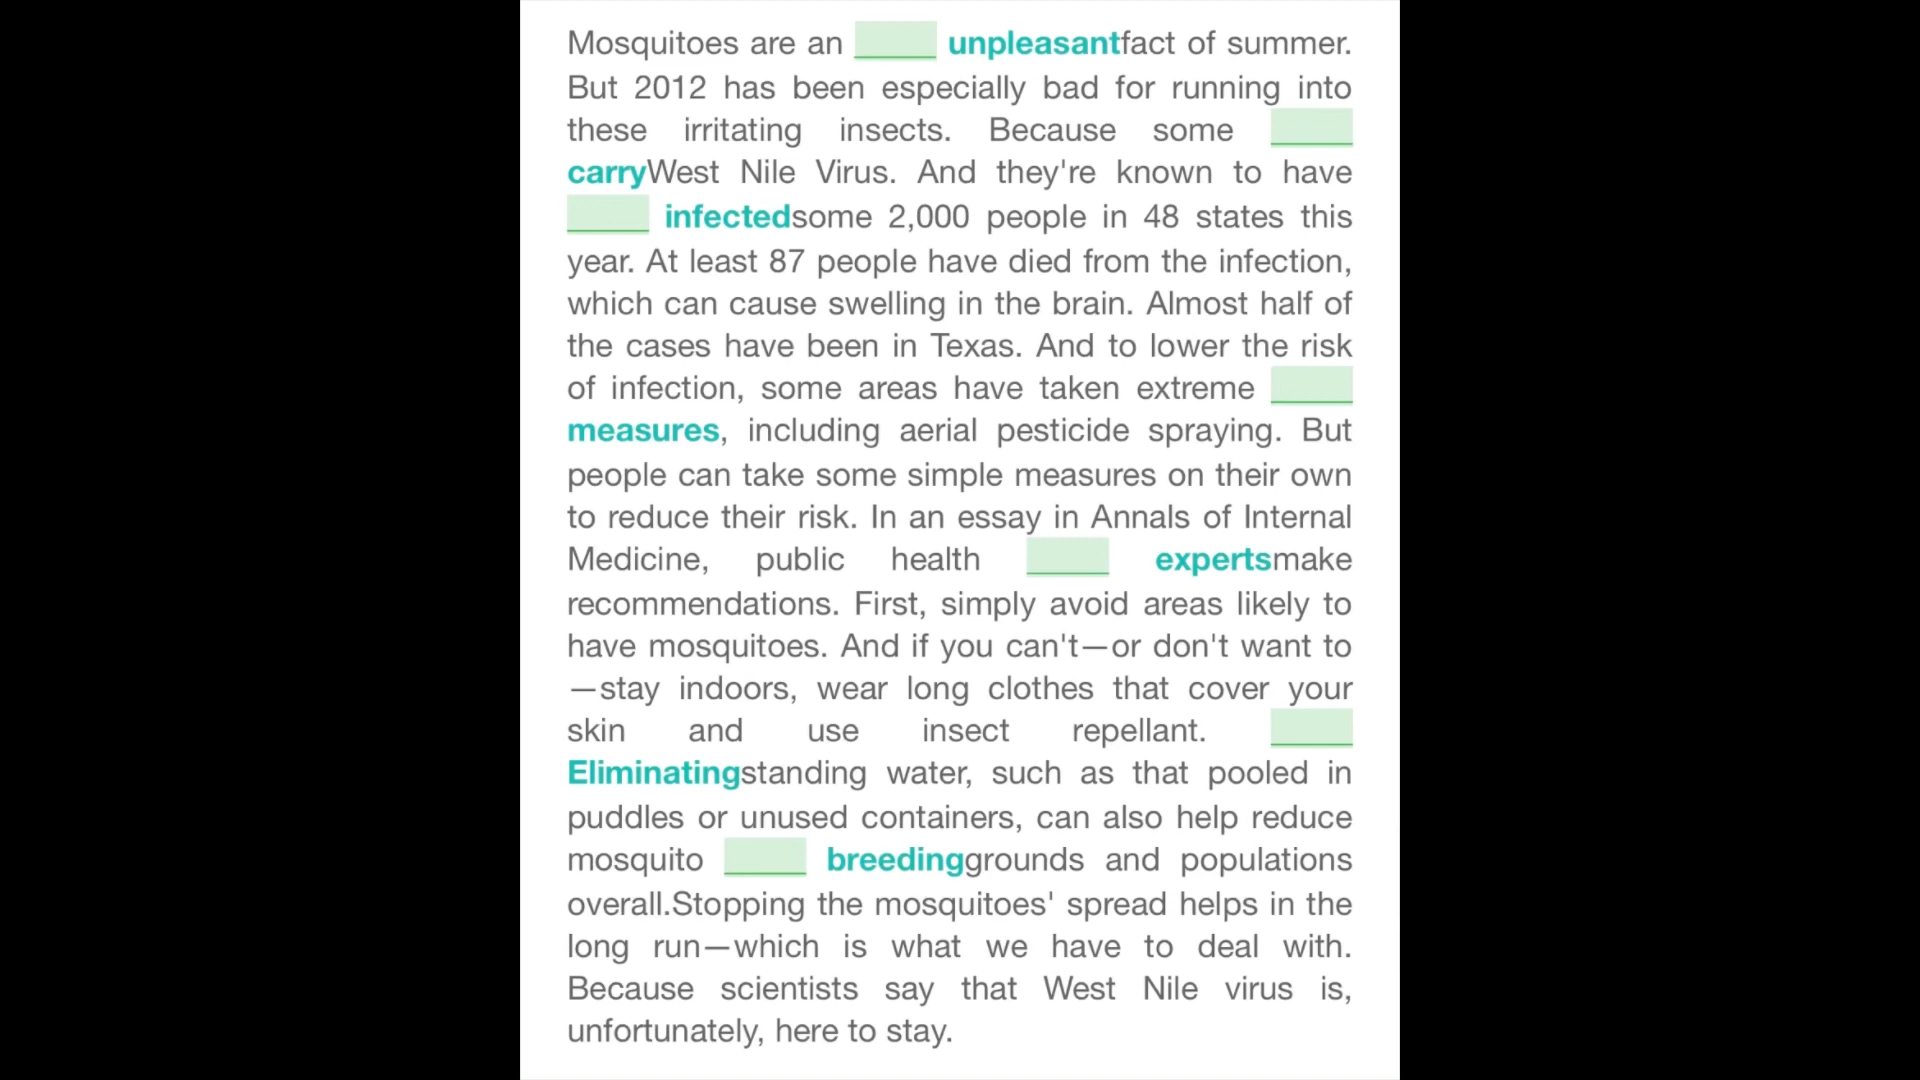 Mosquitoes are an ____ unpleasantfact of summer.
But 2012 has been especially bad for running into
these irritating insects. Because some ____
carryWest Nile Virus. And they're known to have
____ infectedsome 2,000 people in 48 states this
year. At least 87 people have died from the infection,
which can cause swelling in the brain. Almost half of
the cases have been in Texas. And to lower the risk
of infection, some areas have taken extreme ____
measures, including aerial pesticide spraying. But
people can take some simple measures on their own
to reduce their risk. In an essay in Annals of Internal
Medicine, public health ____ expertsmake
recommendations. First, simply avoid areas likely to
have mosquitoes. And if you can't—or don't want to
—stay indoors, wear long clothes that cover your
skin and use insect repellant. ____
Eliminatingstanding water, such as that pooled in
puddles or unused containers, can also help reduce
mosquito ____ breedinggrounds and populations
overall.Stopping the mosquitoes' spread helps in the
long run—which is what we have to deal with.
Because scientists say that West Nile virus is,
unfortunately, here to stay.